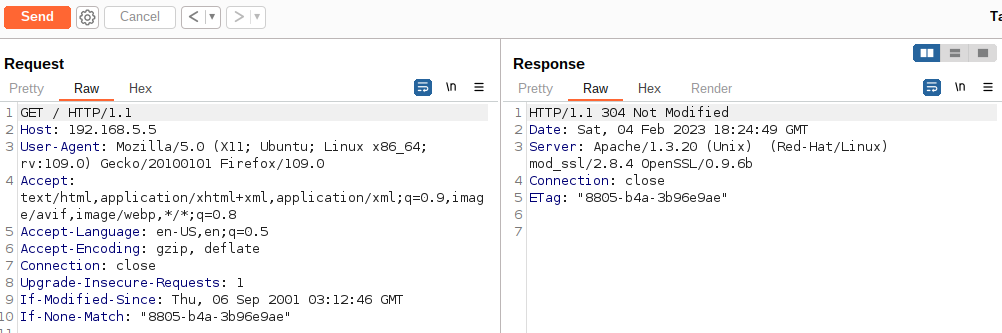 Send
Cancel
< | ▾
> | ▾
Ta
Request
Pretty Raw Hex
\n
1 GET / HTTP/1.1
2 Host: 192.168.5.5
3 User-Agent: Mozilla/5.0 (X11; Ubuntu; Linux x86_64;
rv:109.0) Gecko/20100101 Firefox/109.0
4 Accept:
text/html,application/xhtml+xml,application/xml;q=0.9,imag
e/avif,image/webp,*/*;q=0.8
5 Accept-Language: en-US,en;q=0.5
6 Accept-Encoding: gzip, deflate
7 Connection: close
8 Upgrade-Insecure-Requests: 1
9 If-Modified-Since: Thu, 06 Sep 2001 03:12:46 GMT
10 If-None-Match: "8805-b4a-3b96e9ae"
Response
Pretty Raw Hex Render
\n
1 HTTP/1.1 304 Not Modified
2 Date: Sat, 04 Feb 2023 18:24:49 GMT
3 Server: Apache/1.3.20 (Unix)  (Red-Hat/Linux)
mod_ssl/2.8.4 OpenSSL/0.9.6b
4 Connection: close
5 ETag: "8805-b4a-3b96e9ae"
6
7